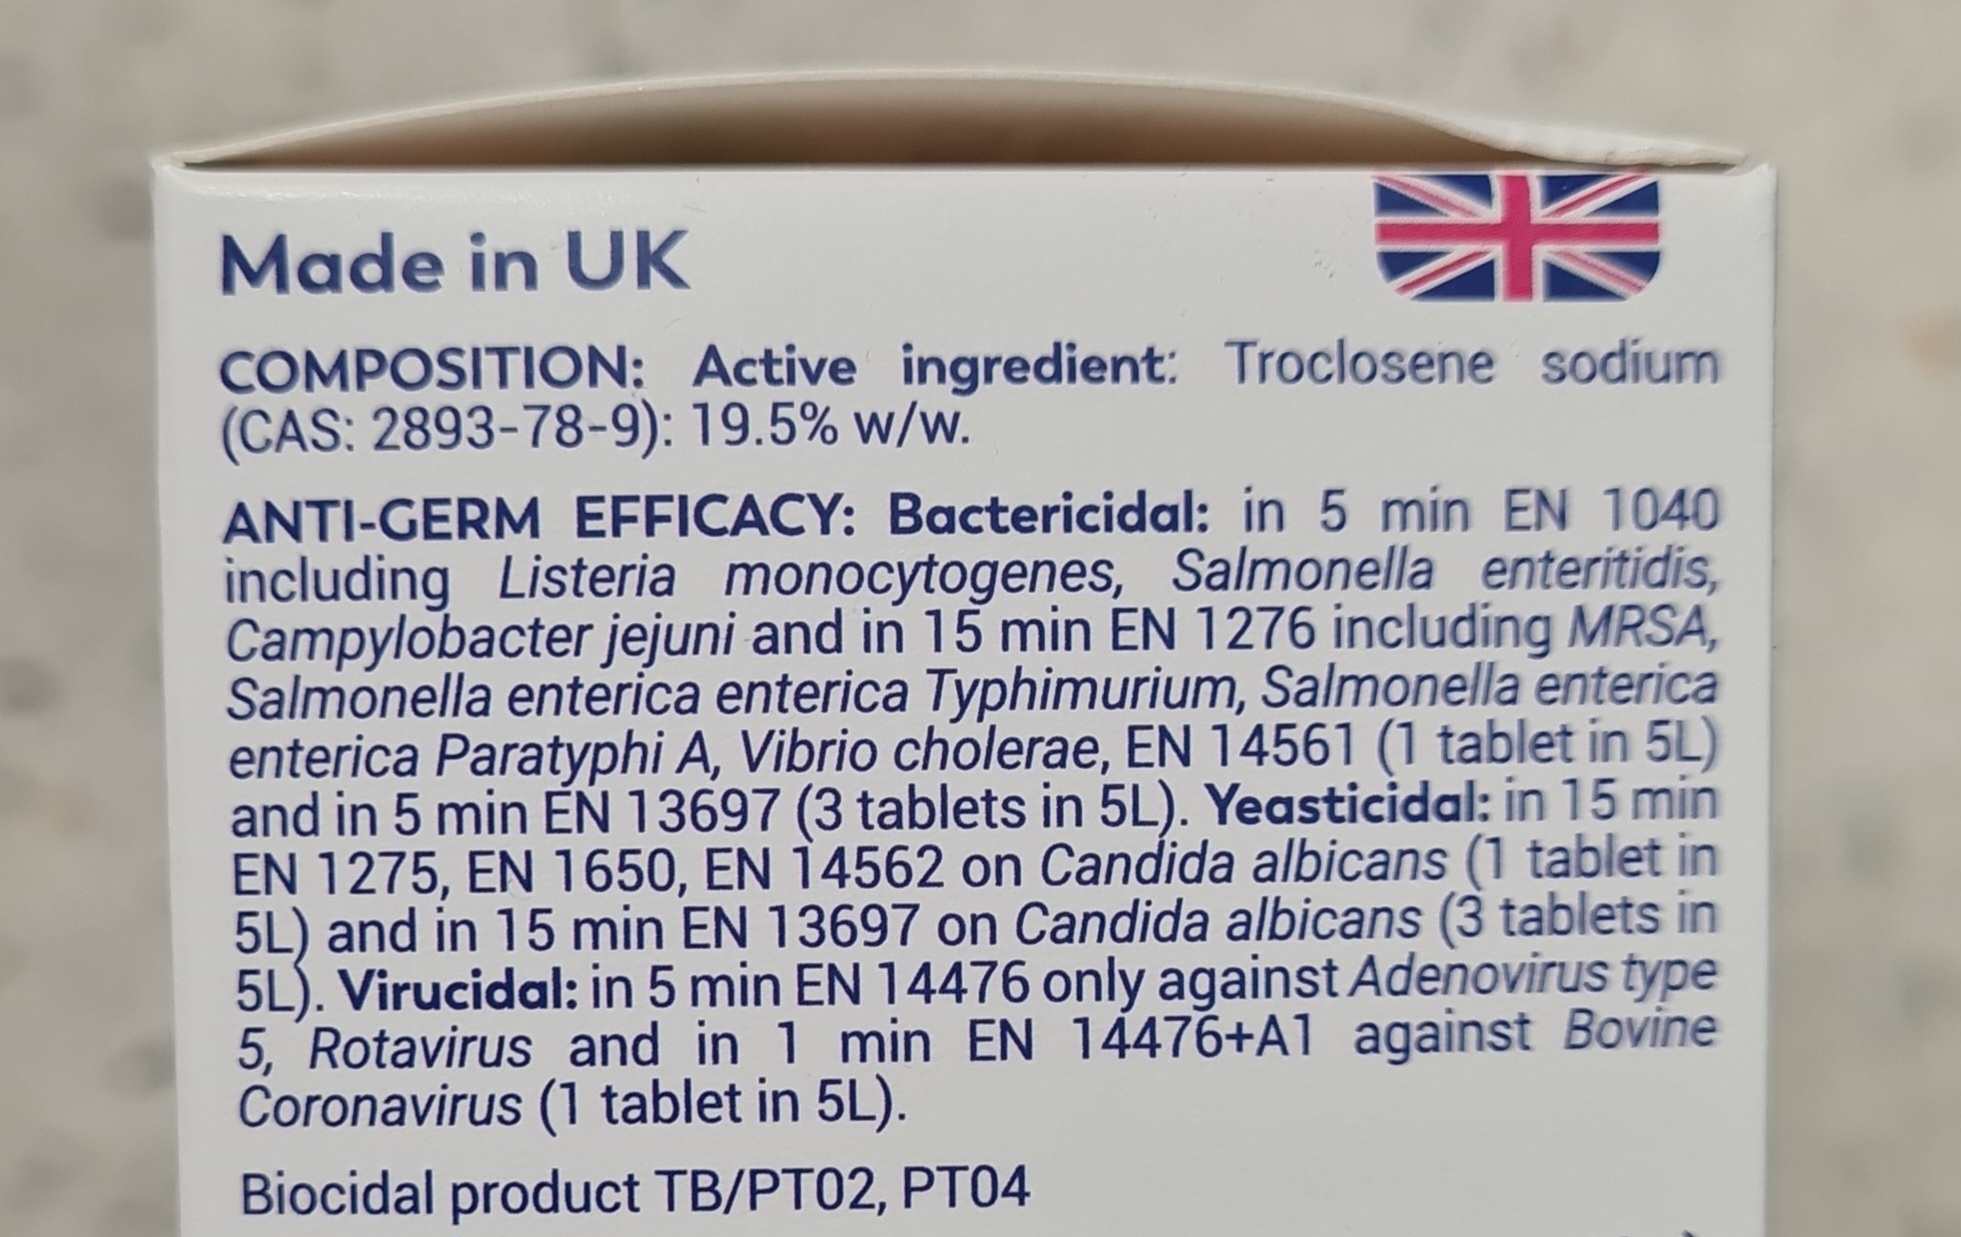 Made in UK
COMPOSITION: Active ingredient: Troclosene sodium
(CAS: 2893-78-9): 19.5% w/w.
ANTI-GERM EFFICACY: Bactericidal: in 5 min EN 1040
including Listeria monocytogenes, Salmonella enteritidis,
Campylobacter jejuni and in 15 min EN 1276 including MRSA,
Salmonella enterica enterica Typhimurium, Salmonella enterica
enterica Paratyphi A, Vibrio cholerae, EN 14561 (1 tablet in 5L)
and in 5 min EN 13697 (3 tablets in 5L). Yeasticidal: in 15 min
EN 1275, EN 1650, EN 14562 on Candida albicans (1 tablet in
5L) and in 15 min EN 13697 on Candida albicans (3 tablets in
5L). Virucidal: in 5 min EN 14476 only against Adenovirus type
5, Rotavirus and in 1 min EN 14476+A1 against Bovine
Coronavirus (1 tablet in 5L).
Biocidal product TB/PT02, PT04